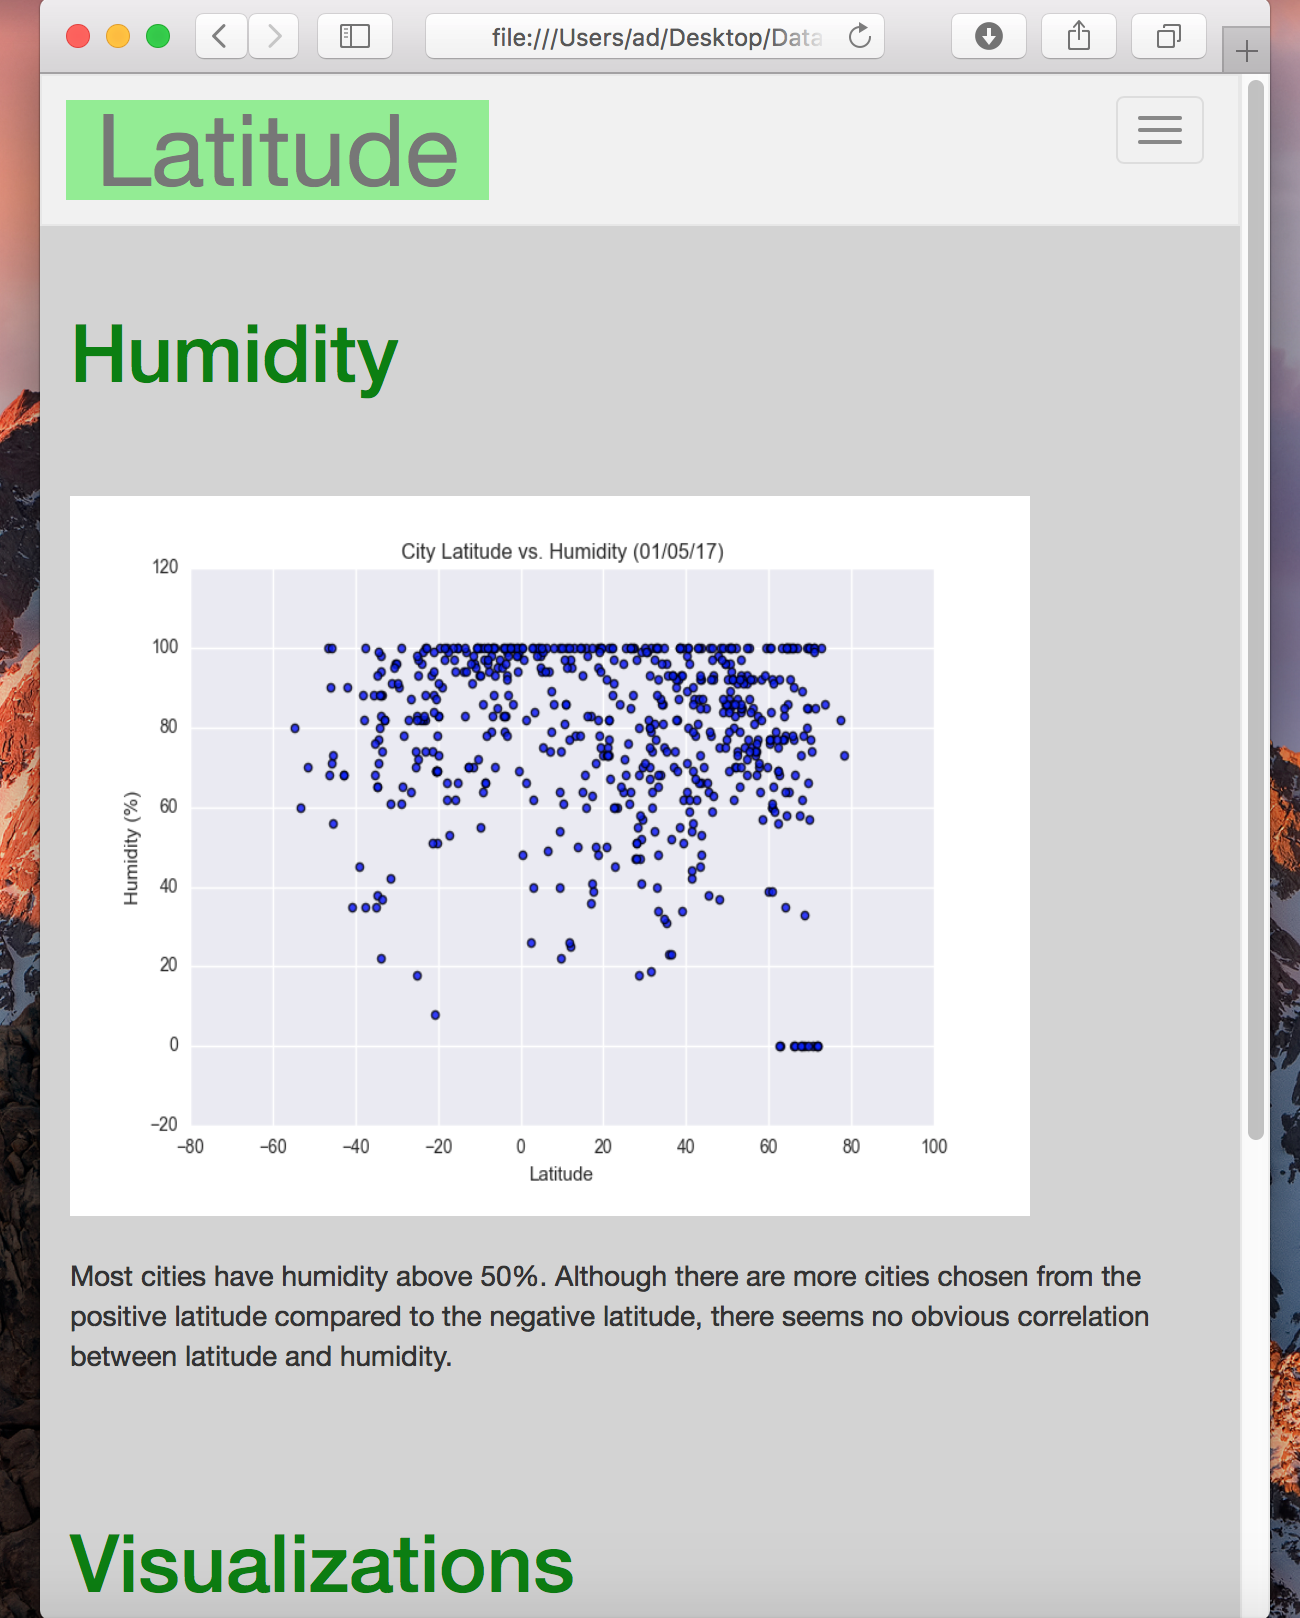 file:///Users/ad/Desktop/Data
Latitude
Humidity
City Latitude vs. Humidity (01/05/17)
120
100
80
60
40
20
0
−20
Humidity (%)
−80 −60 −40 −20 0 20 40 60 80 100
Latitude
Most cities have humidity above 50%. Although there are more cities chosen from the
positive latitude compared to the negative latitude, there seems no obvious correlation
between latitude and humidity.
Visualizations